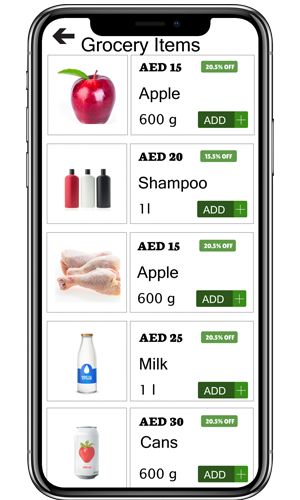 Grocery Items
AED 15 20.5% OFF
Apple
600 g ADD +
AED 20 15.5% OFF
Shampoo
1 l ADD +
AED 15 20.5% OFF
Apple
600 g ADD +
AED 25 20.5% OFF
Milk
1 l ADD +
AED 30 20.5% OFF
Cans
600 g ADD +